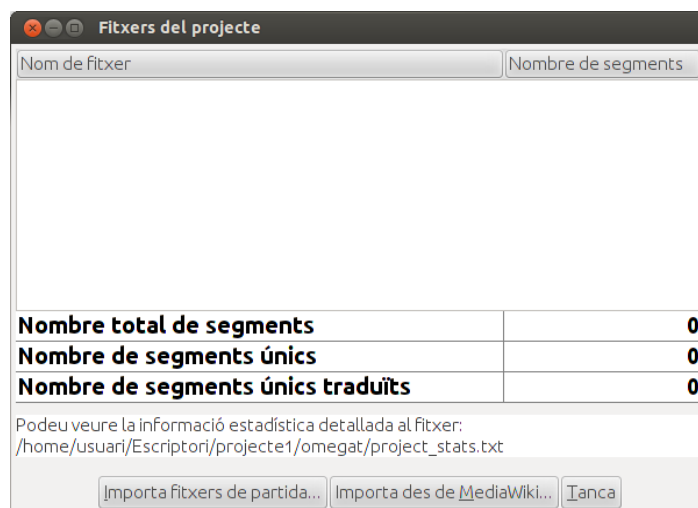 Fitxers del projecte
Nom de fitxer Nombre de segments
Nombre total de segments 0
Nombre de segments únics 0
Nombre de segments únics traduïts 0
Podeu veure la informació estadística detallada al fitxer:
/home/usuari/Escriptori/projecte1/omegat/project_stats.txt
Importa fitxers de partida... Importa des de MediaWiki... Tanca